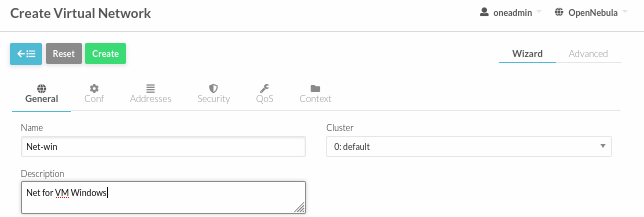 Create Virtual Network
oneadmin
OpenNebula
Reset
Create
Wizard
Advanced
General
Conf
Addresses
Security
QoS
Context
Name
Cluster
Net-win
0: default
Description
Net for VM Windows